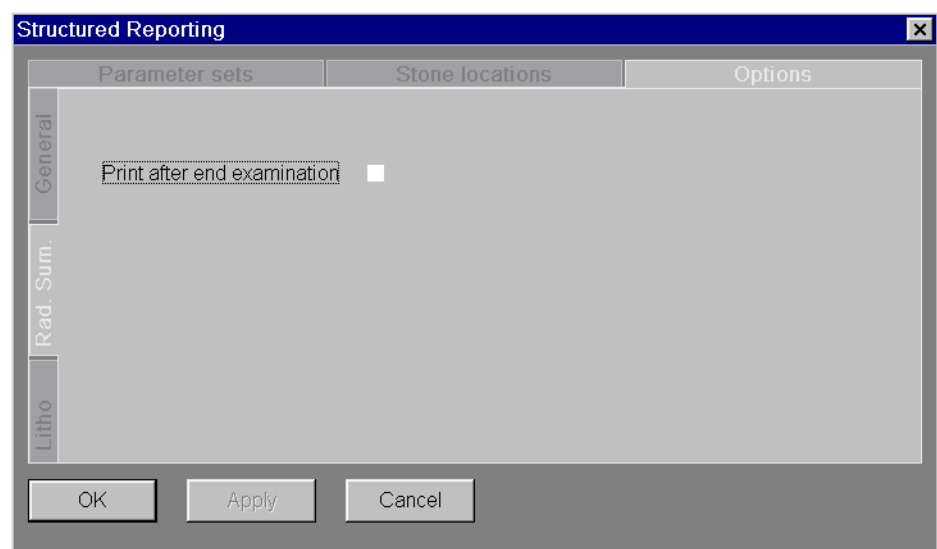 Structured Reporting
Parameter sets
Stone locations
Options
General
Print after end examination
Rad. Sum.
Litho
OK
Apply
Cancel